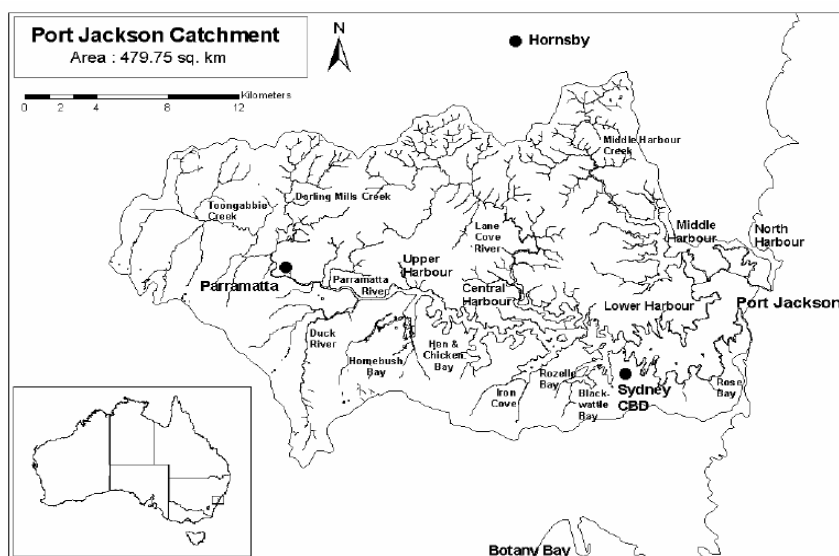 Port Jackson Catchment
Area : 479.75 sq. km
N
Hornsby
Kilometers
0 2 4 8 12
Middle Harbour
Creek
Toongabbie
Creek
Darling Mills Creek
Lane
Cove
River
Middle
Harbour
North
Harbour
Upper
Harbour
Parramatta
Parramatta
River
Central
Harbour
Lower Harbour
Port Jackson
Duck
River
Homebush
Bay
Hen &
Chicken
Bay
Iron
Cove
Rozelle
Bay
Black-
wattle
Bay
Sydney
CBD
Rose
Bay
Botany Bay